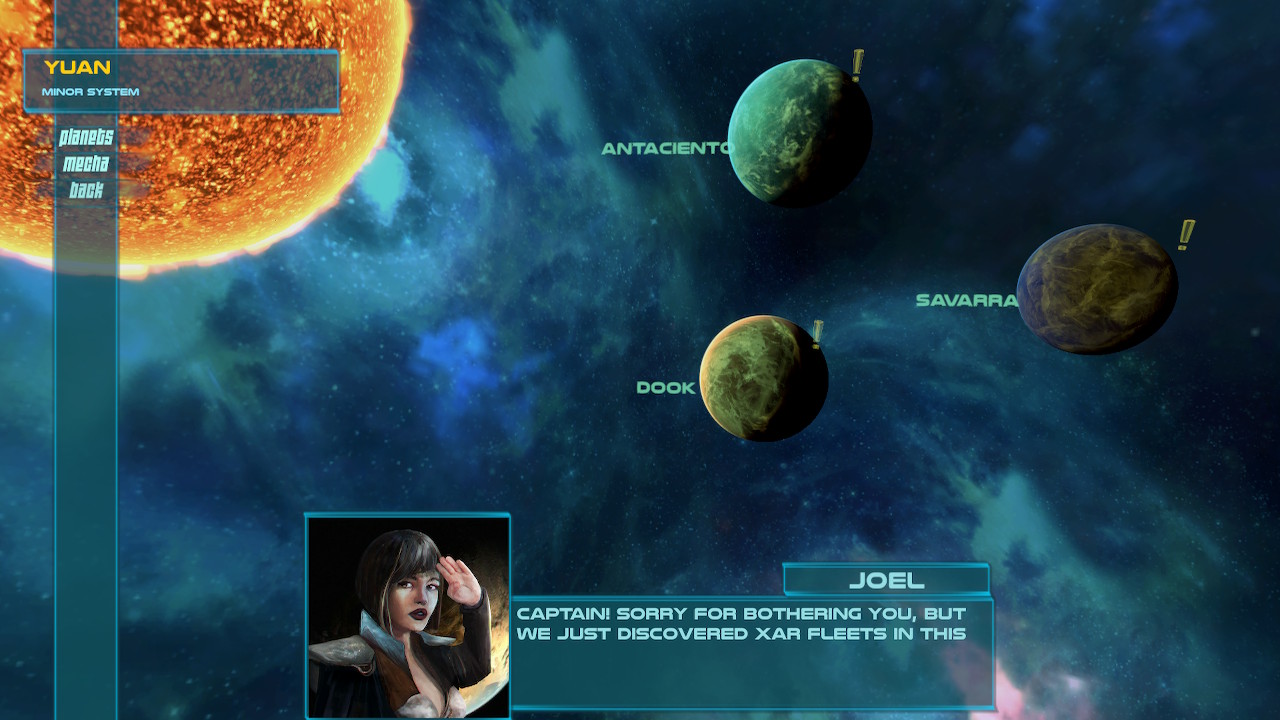 YUAN
MINOR SYSTEM
planets
mecha
back
ANTACIENTO
SAVARRA
DOOK
JOEL
CAPTAIN! SORRY FOR BOTHERING YOU, BUT
WE JUST DISCOVERED XAR FLEETS IN THIS